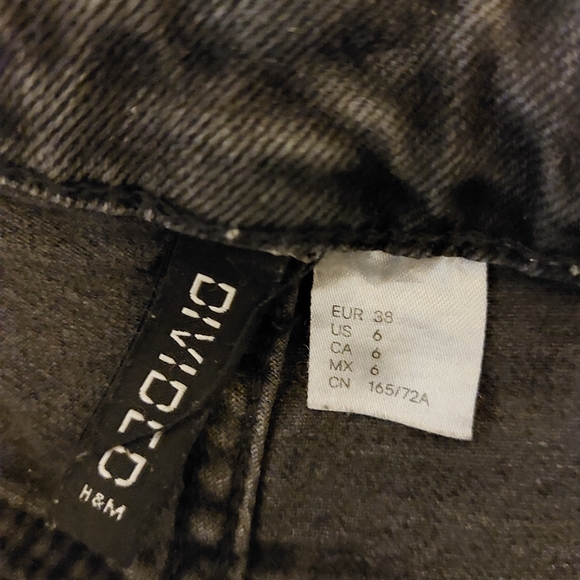 DIVIDED
H&M
EUR 38
US 6
CA 6
MX 6
CN 165/72A